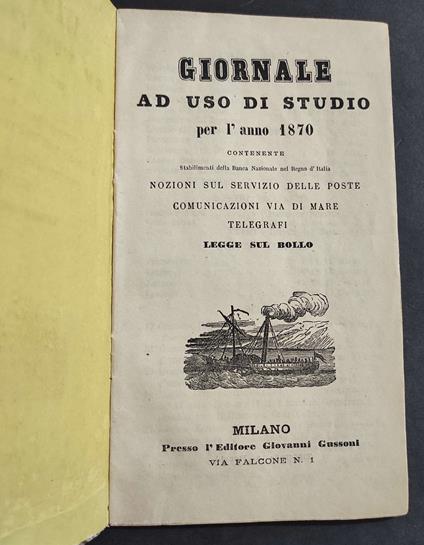 GIORNALE
AD USO DI STUDIO
per l'anno 1870
CONTENENTE
Stabilimenti della Banca Nazionale nel Regno d'Italia
NOZIONI SUL SERVIZIO DELLE POSTE
COMUNICAZIONI VIA DI MARE
TELEGRAFI
LEGGE SUL BOLLO
MILANO
Presso l'Editore Giovanni Gussoni
VIA FALCONE N. 1